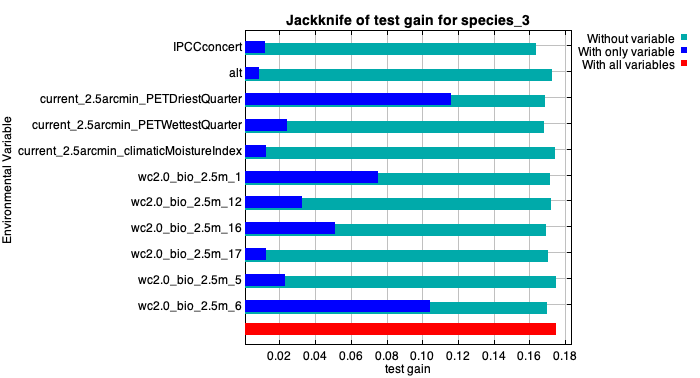 Jackknife of test gain for species_3
Without variable
With only variable
With all variables
Environmental Variable
IPCCconcert
alt
current_2.5arcmin_PETDriestQuarter
current_2.5arcmin_PETWettestQuarter
current_2.5arcmin_climaticMoistureIndex
wc2.0_bio_2.5m_1
wc2.0_bio_2.5m_12
wc2.0_bio_2.5m_16
wc2.0_bio_2.5m_17
wc2.0_bio_2.5m_5
wc2.0_bio_2.5m_6
0.02 0.04 0.06 0.08 0.10 0.12 0.14 0.16 0.18
test gain